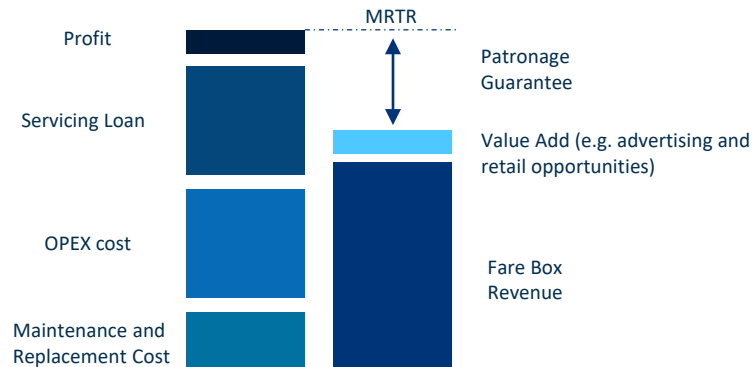 MRTR
Profit
Servicing Loan
OPEX cost
Maintenance and
Replacement Cost
Patronage
Guarantee
Value Add (e.g. advertising and
retail opportunities)
Fare Box
Revenue